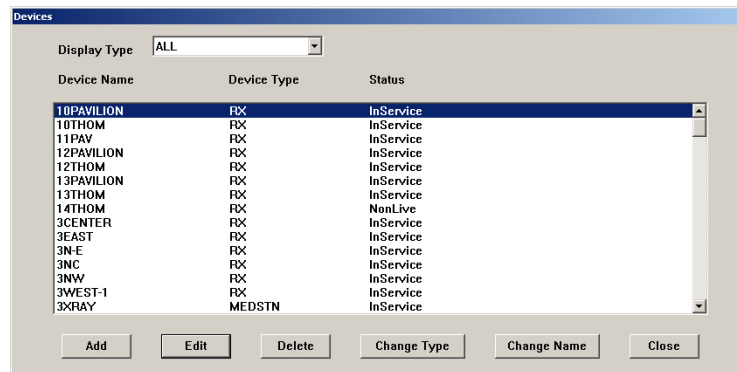 Devices
Display Type ALL
Device Name Device Type Status
10PAVILION RX InService
10THOM RX InService
11PAV RX InService
12PAVILION RX InService
12THOM RX InService
13PAVILION RX InService
13THOM RX InService
14THOM RX NonLive
3CENTER RX InService
3EAST RX InService
3N-E RX InService
3NC RX InService
3NW RX InService
3WEST-1 RX InService
3XRAY MEDSTN InService
Add Edit Delete Change Type Change Name Close